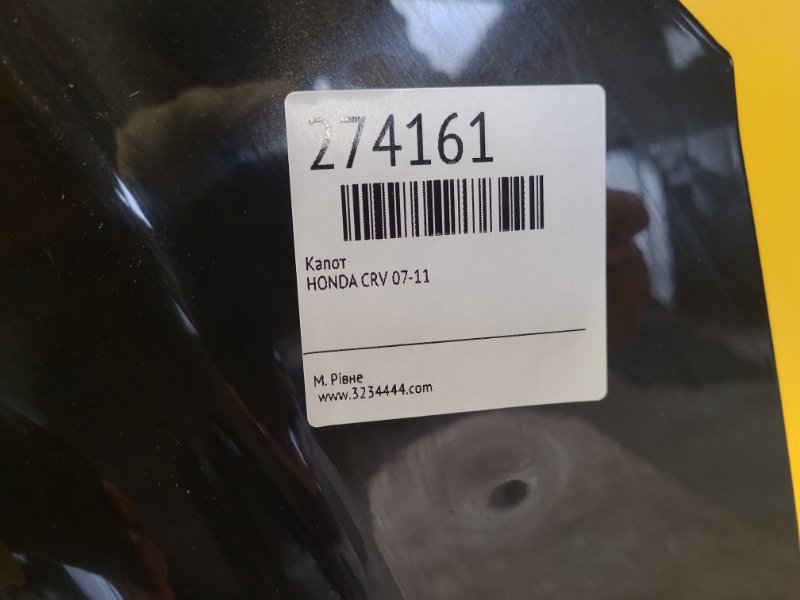 274161
Капот
HONDA CRV 07-11
М. Рівне
www.3234444.com